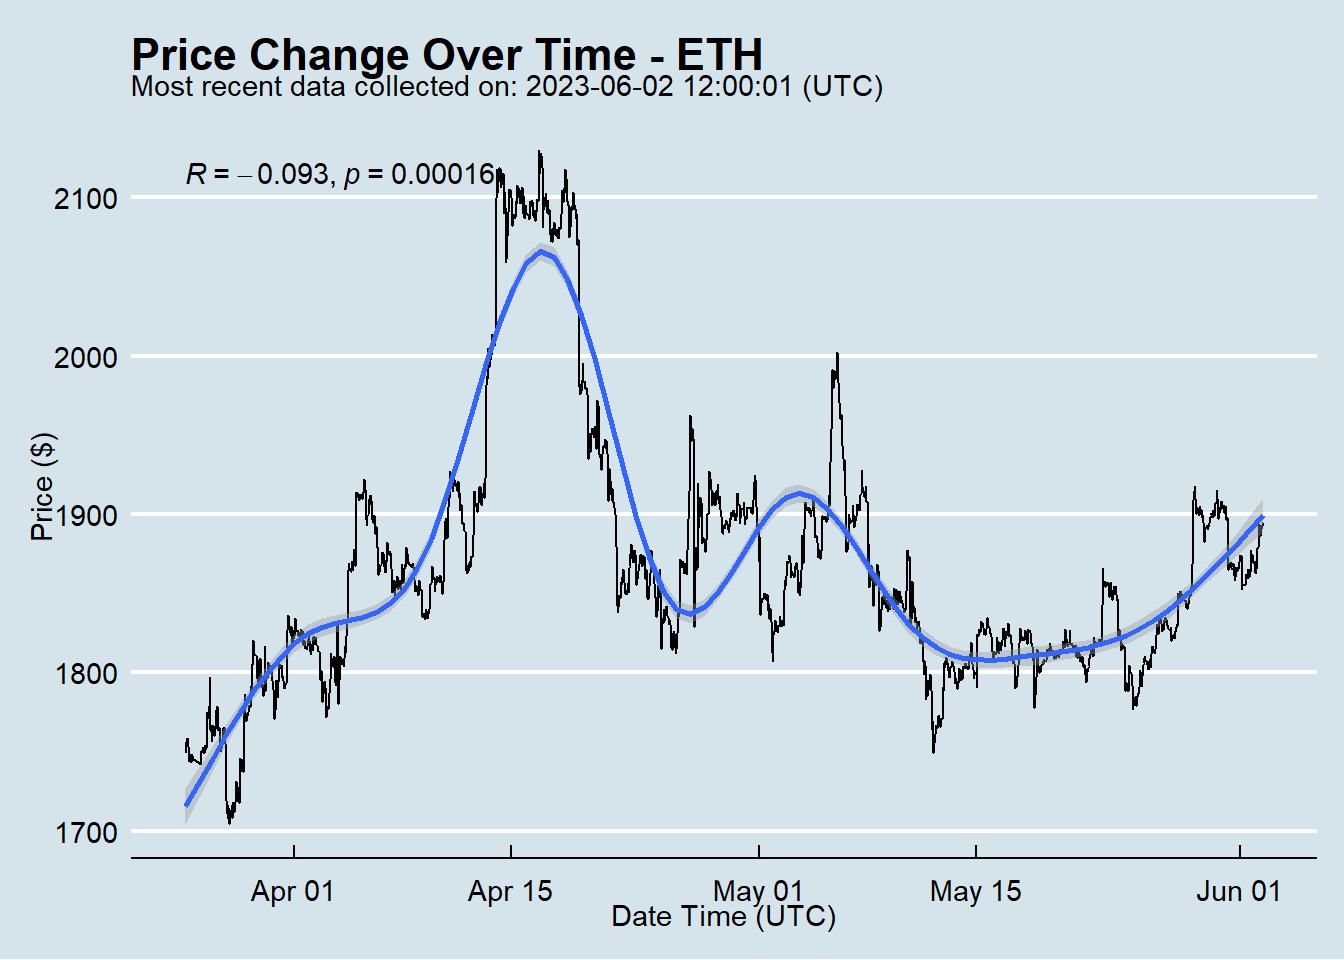 Price Change Over Time - ETH
Most recent data collected on: 2023-06-02 12:00:01 (UTC)
R = −0.093, p = 0.00016
2100
2000
1900
1800
1700
Price ($)
Apr 01 Apr 15 May 01 May 15 Jun 01
Date Time (UTC)